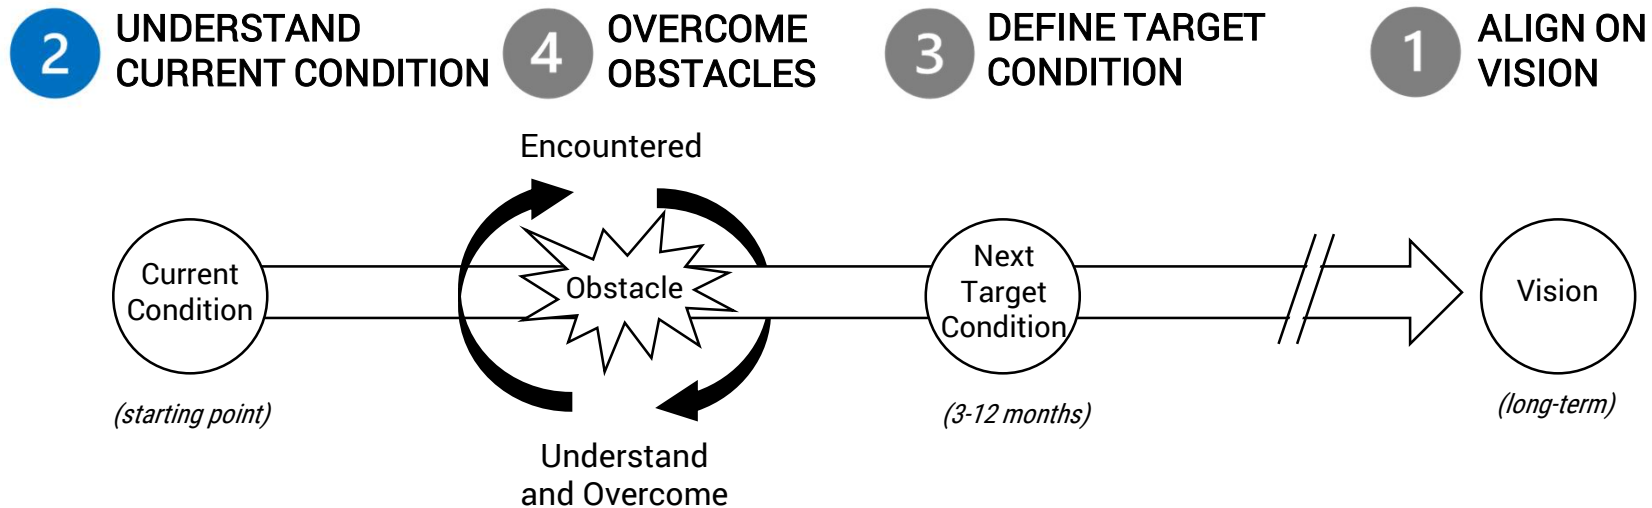 2
UNDERSTAND
CURRENT CONDITION
4
OVERCOME
OBSTACLES
3
DEFINE TARGET
CONDITION
1
ALIGN ON
VISION
Encountered
Current
Condition
Obstacle
Next
Target
Condition
Vision
(starting point)
(3-12 months)
(long-term)
Understand
and Overcome